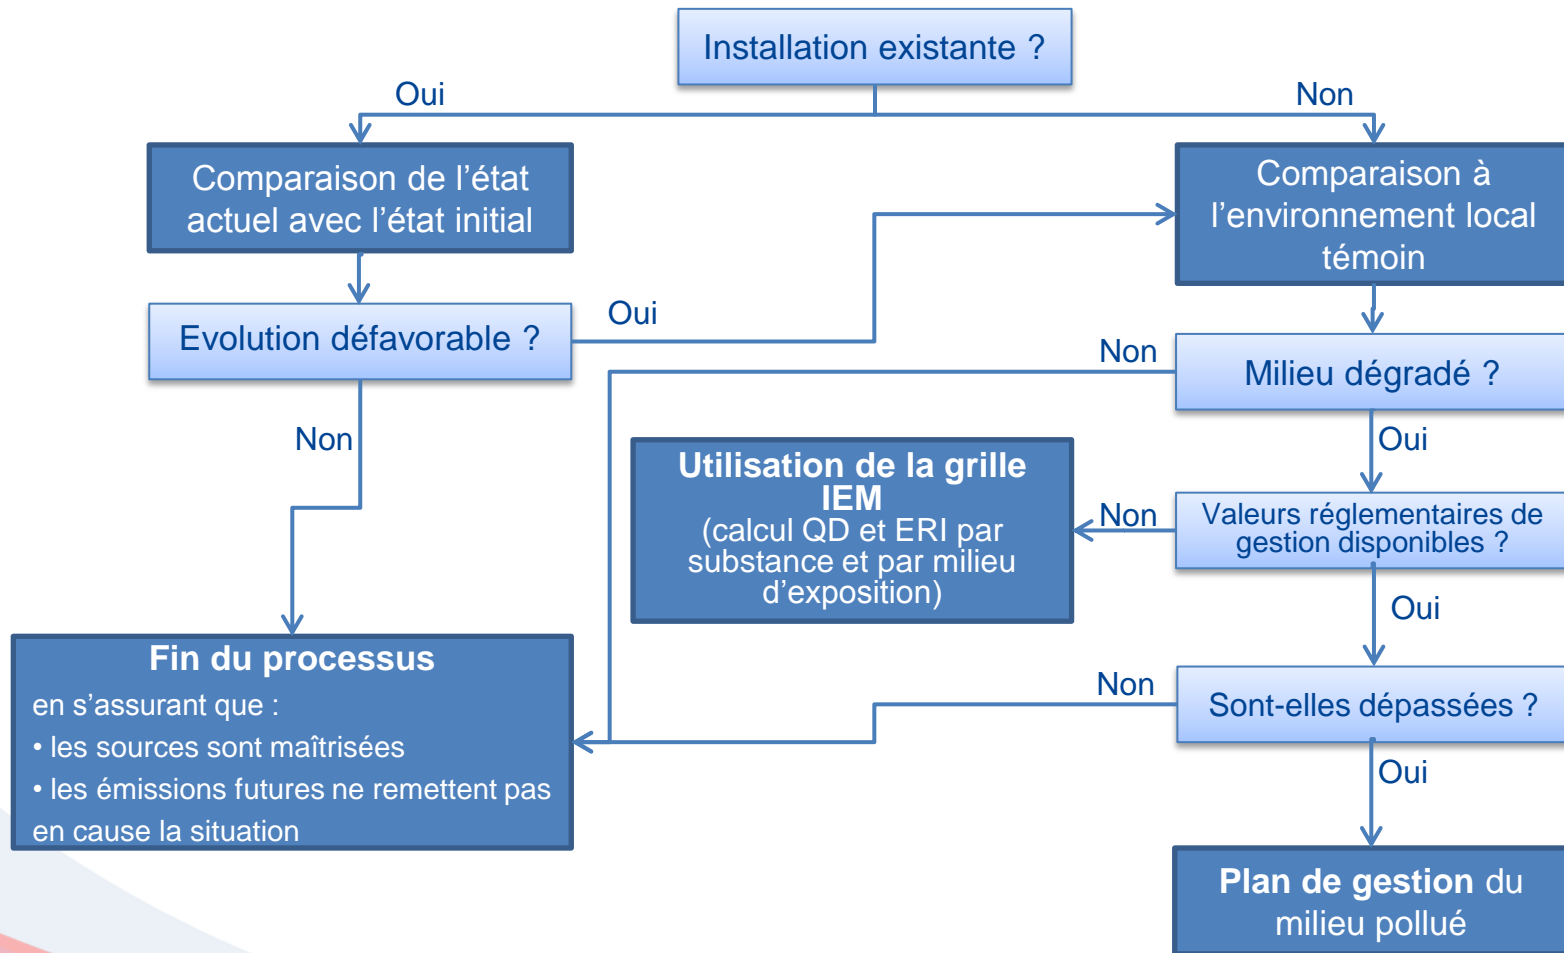 Installation existante ?
Oui
Non
Comparaison de l'état
actuel avec l'état initial
Comparaison à
l'environnement local
témoin
Evolution défavorable ?
Oui
Non
Milieu dégradé ?
Non
Oui
Utilisation de la grille
IEM
(calcul QD et ERI par
substance et par milieu
d'exposition)
Non
Valeurs réglementaires de
gestion disponibles ?
Oui
Fin du processus
en s'assurant que :
• les sources sont maîtrisées
• les émissions futures ne remettent pas
en cause la situation
Non
Sont-elles dépassées ?
Oui
Plan de gestion du
milieu pollué